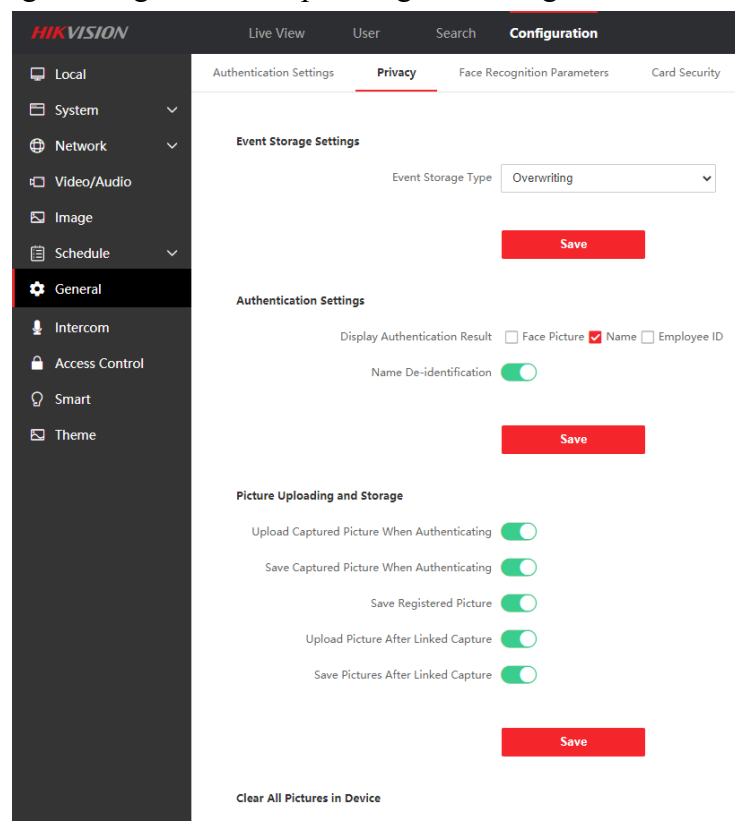 HIKVISION
Live View User Search Configuration
Local
System
Network
Video/Audio
Image
Schedule
General
Intercom
Access Control
Smart
Theme
Authentication Settings Privacy Face Recognition Parameters Card Security
Event Storage Settings
Event Storage Type Overwriting
Save
Authentication Settings
Display Authentication Result Face Picture Name Employee ID
Name De-identification
Save
Picture Uploading and Storage
Upload Captured Picture When Authenticating
Save Captured Picture When Authenticating
Save Registered Picture
Upload Picture After Linked Capture
Save Pictures After Linked Capture
Save
Clear All Pictures in Device